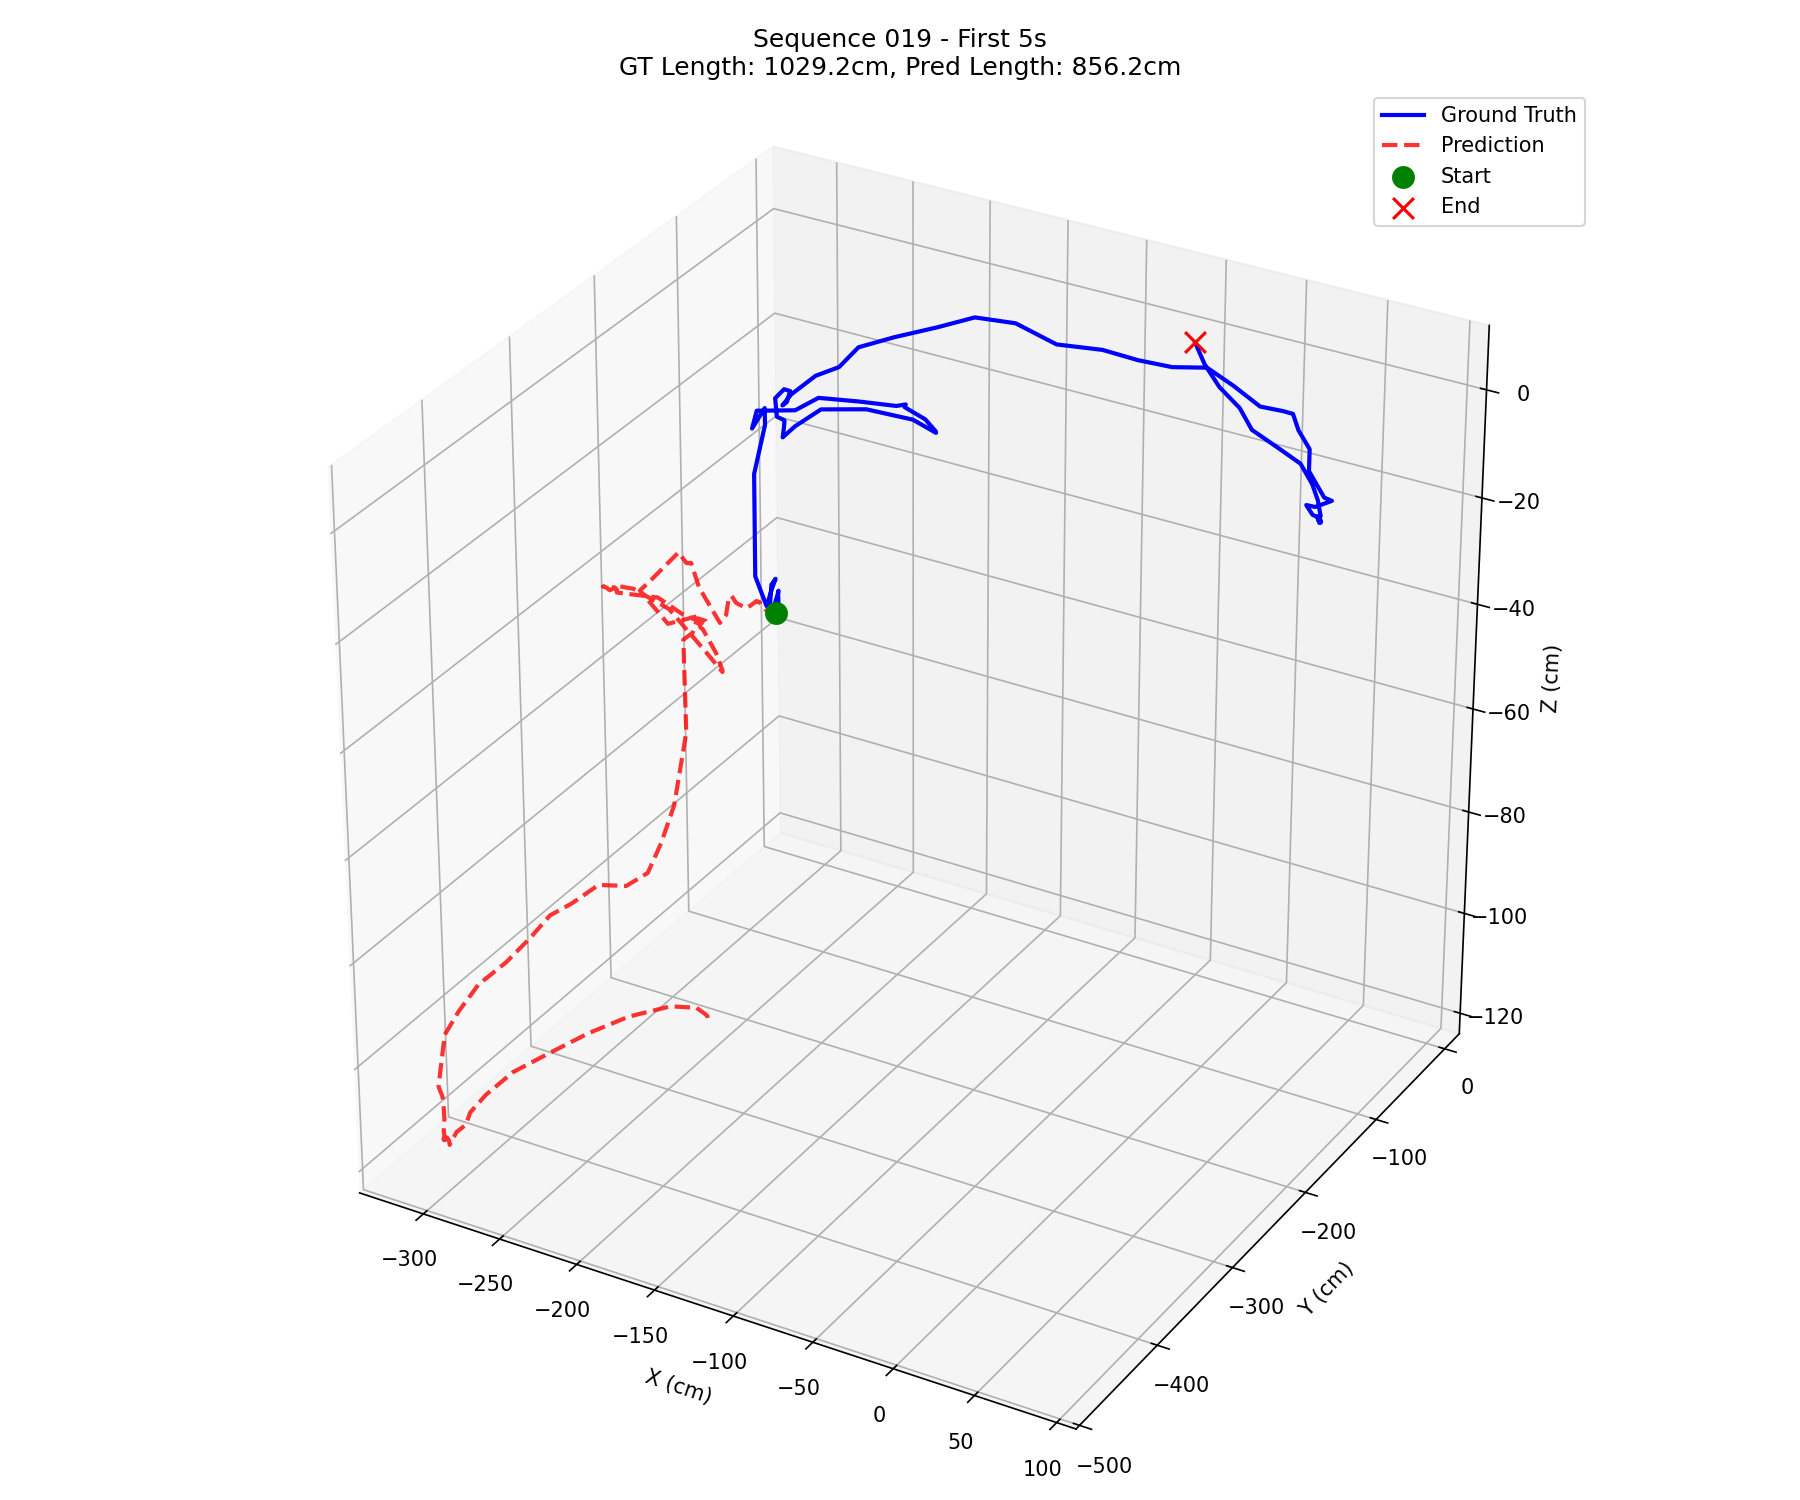 Sequence 019 - First 5s
GT Length: 1029.2cm, Pred Length: 856.2cm
Ground Truth
Prediction
Start
End
0
−20
−40
−60
−80
−100
−120
Z (cm)
0
−100
−200
−300
−400
−500
Y (cm)
−300
−250
−200
−150
−100
−50
0
50
100
X (cm)